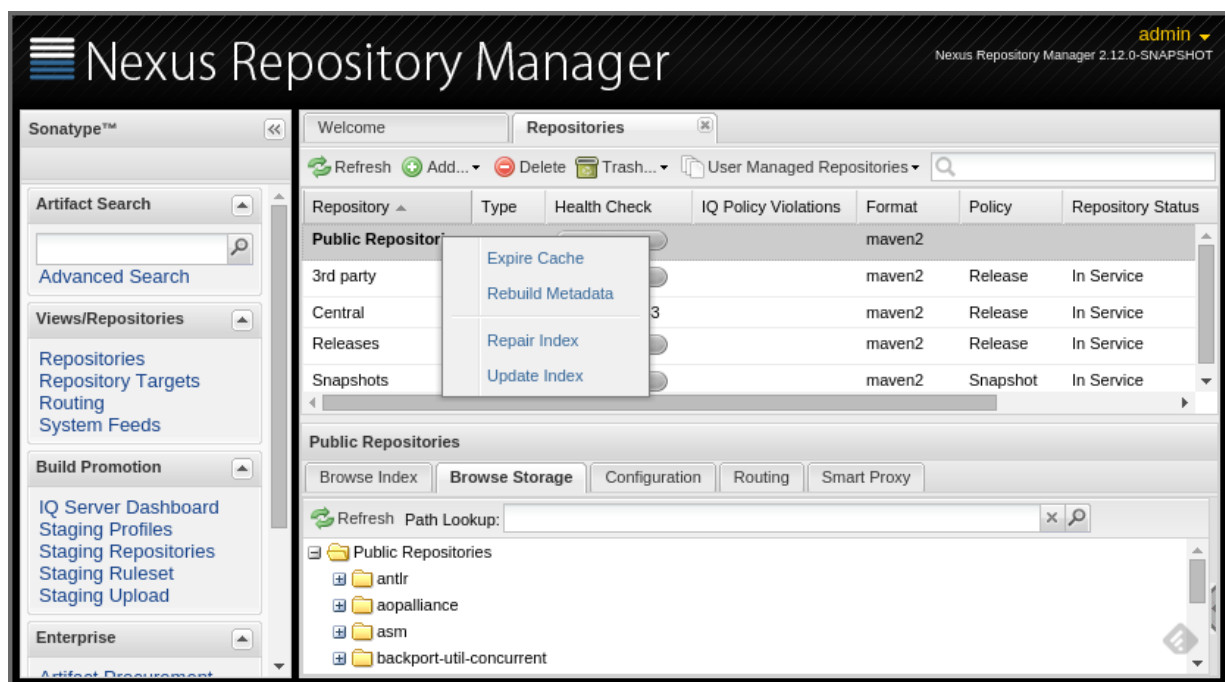 Nexus Repository Manager
admin
Nexus Repository Manager 2.12.0-SNAPSHOT
Sonatype™
Artifact Search
Advanced Search
Views/Repositories
Repositories
Repository Targets
Routing
System Feeds
Build Promotion
IQ Server Dashboard
Staging Profiles
Staging Repositories
Staging Ruleset
Staging Upload
Enterprise
Artifact Procurement
Welcome Repositories
Refresh Add... Delete Trash... User Managed Repositories
Repository Type Health Check IQ Policy Violations Format Policy Repository Status
Public Repositori maven2
3rd party maven2 Release In Service
Central 3 maven2 Release In Service
Releases maven2 Release In Service
Snapshots maven2 Snapshot In Service
Expire Cache
Rebuild Metadata
Repair Index
Update Index
Public Repositories
Browse Index Browse Storage Configuration Routing Smart Proxy
Refresh Path Lookup:
Public Repositories
antlr
aopalliance
asm
backport-util-concurrent